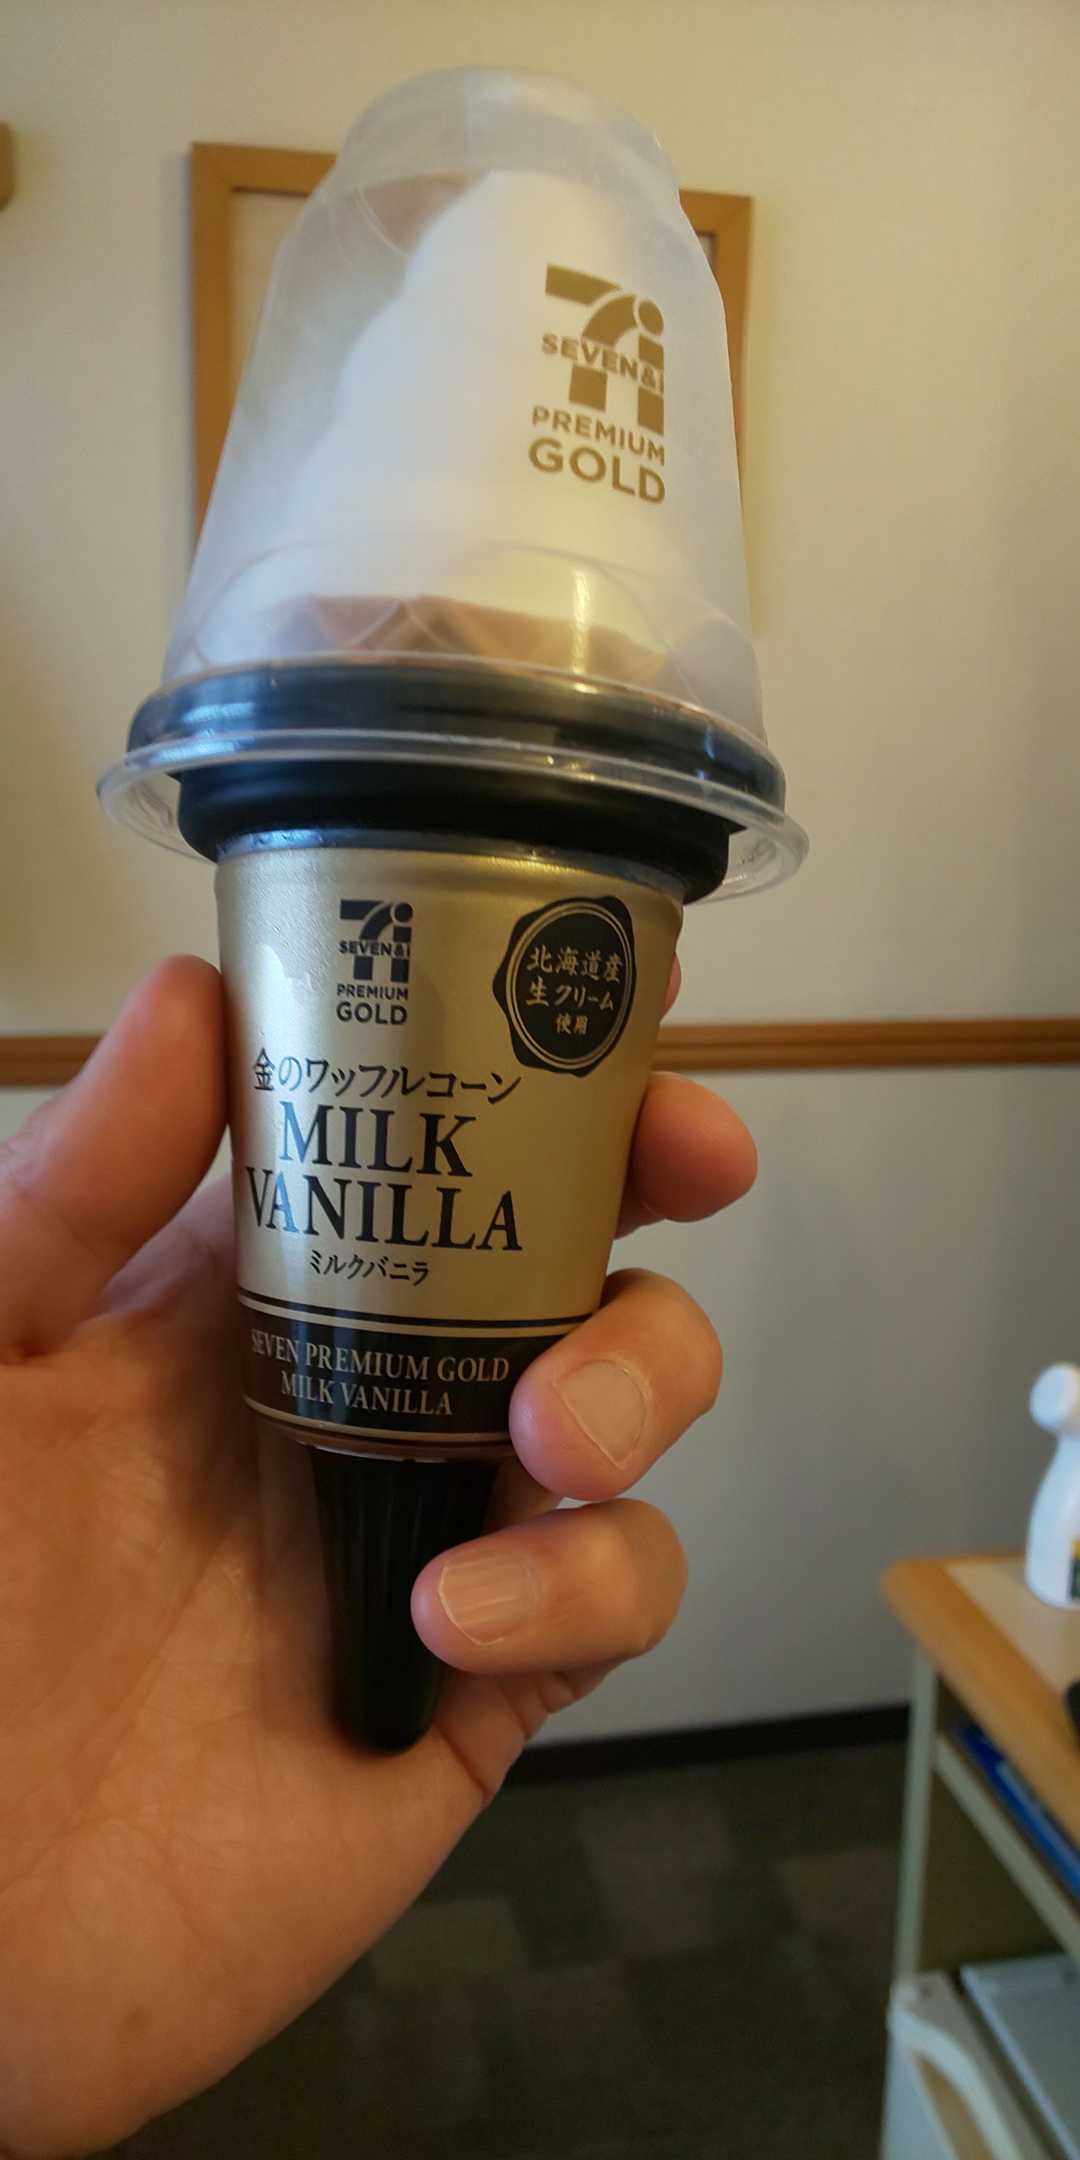 SEVEN&i
PREMIUM
GOLD
SEVEN&i
PREMIUM
GOLD
北海道産
生クリーム
使用
金のワッフルコーン
MILK
VANILLA
ミルクバニラ
SEVEN PREMIUM GOLD
MILK VANILLA